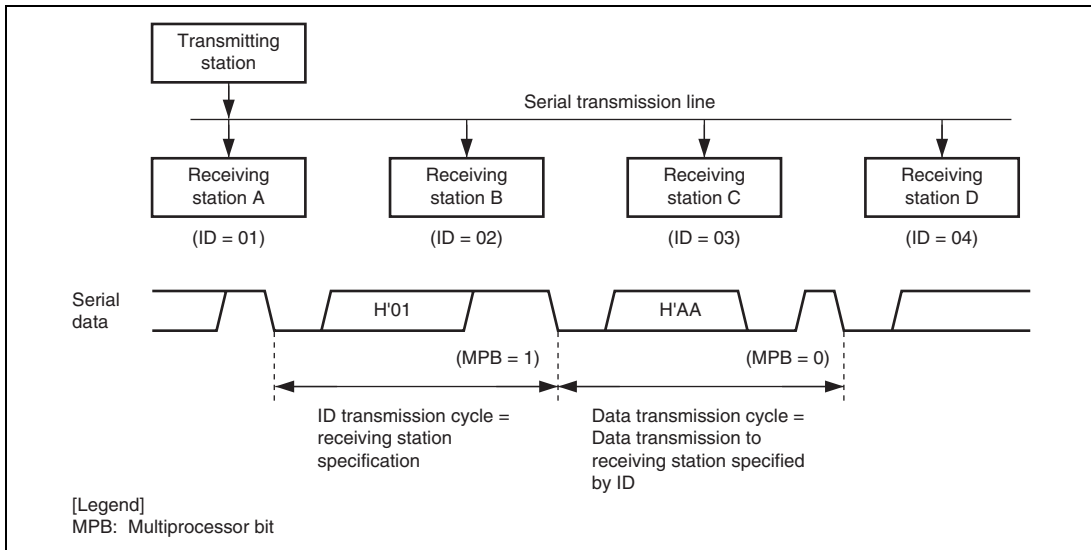 Transmitting
station
Serial transmission line
Receiving
station A
Receiving
station B
Receiving
station C
Receiving
station D
(ID = 01)
(ID = 02)
(ID = 03)
(ID = 04)
Serial
data
H'01
H'AA
(MPB = 1)
(MPB = 0)
ID transmission cycle =
receiving station
specification
Data transmission cycle =
Data transmission to
receiving station specified
by ID
[Legend]
MPB: Multiprocessor bit